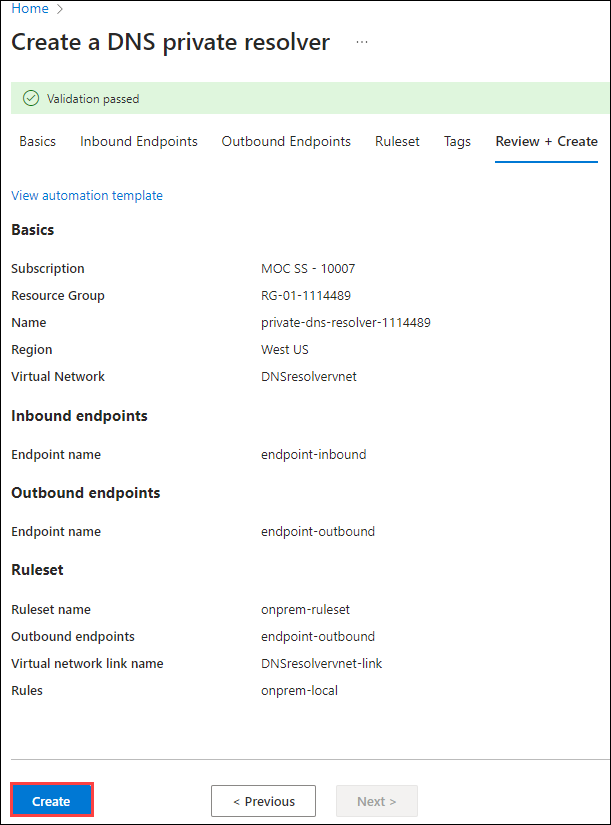 Home >
Create a DNS private resolver ...
Validation passed
Basics Inbound Endpoints Outbound Endpoints Ruleset Tags Review + Create
View automation template
Basics
Subscription MOC SS - 10007
Resource Group RG-01-1114489
Name private-dns-resolver-1114489
Region West US
Virtual Network DNSresolvervnet
Inbound endpoints
Endpoint name endpoint-inbound
Outbound endpoints
Endpoint name endpoint-outbound
Ruleset
Ruleset name onprem-ruleset
Outbound endpoints endpoint-outbound
Virtual network link name DNSresolvervnet-link
Rules onprem-local
Create < Previous Next >